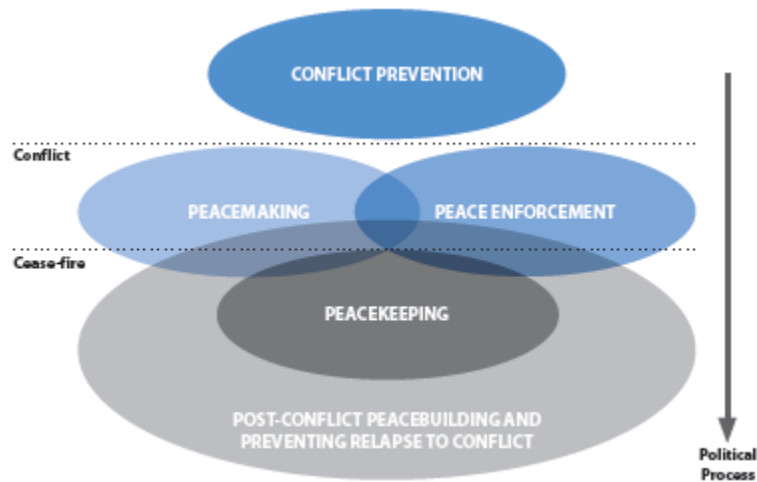 CONFLICT PREVENTION
Conflict
PEACEMAKING
PEACE ENFORCEMENT
Cease-fire
PEACEKEEPING
POST-CONFLICT PEACEBUILDING AND
PREVENTING RELAPSE TO CONFLICT
Political
Process